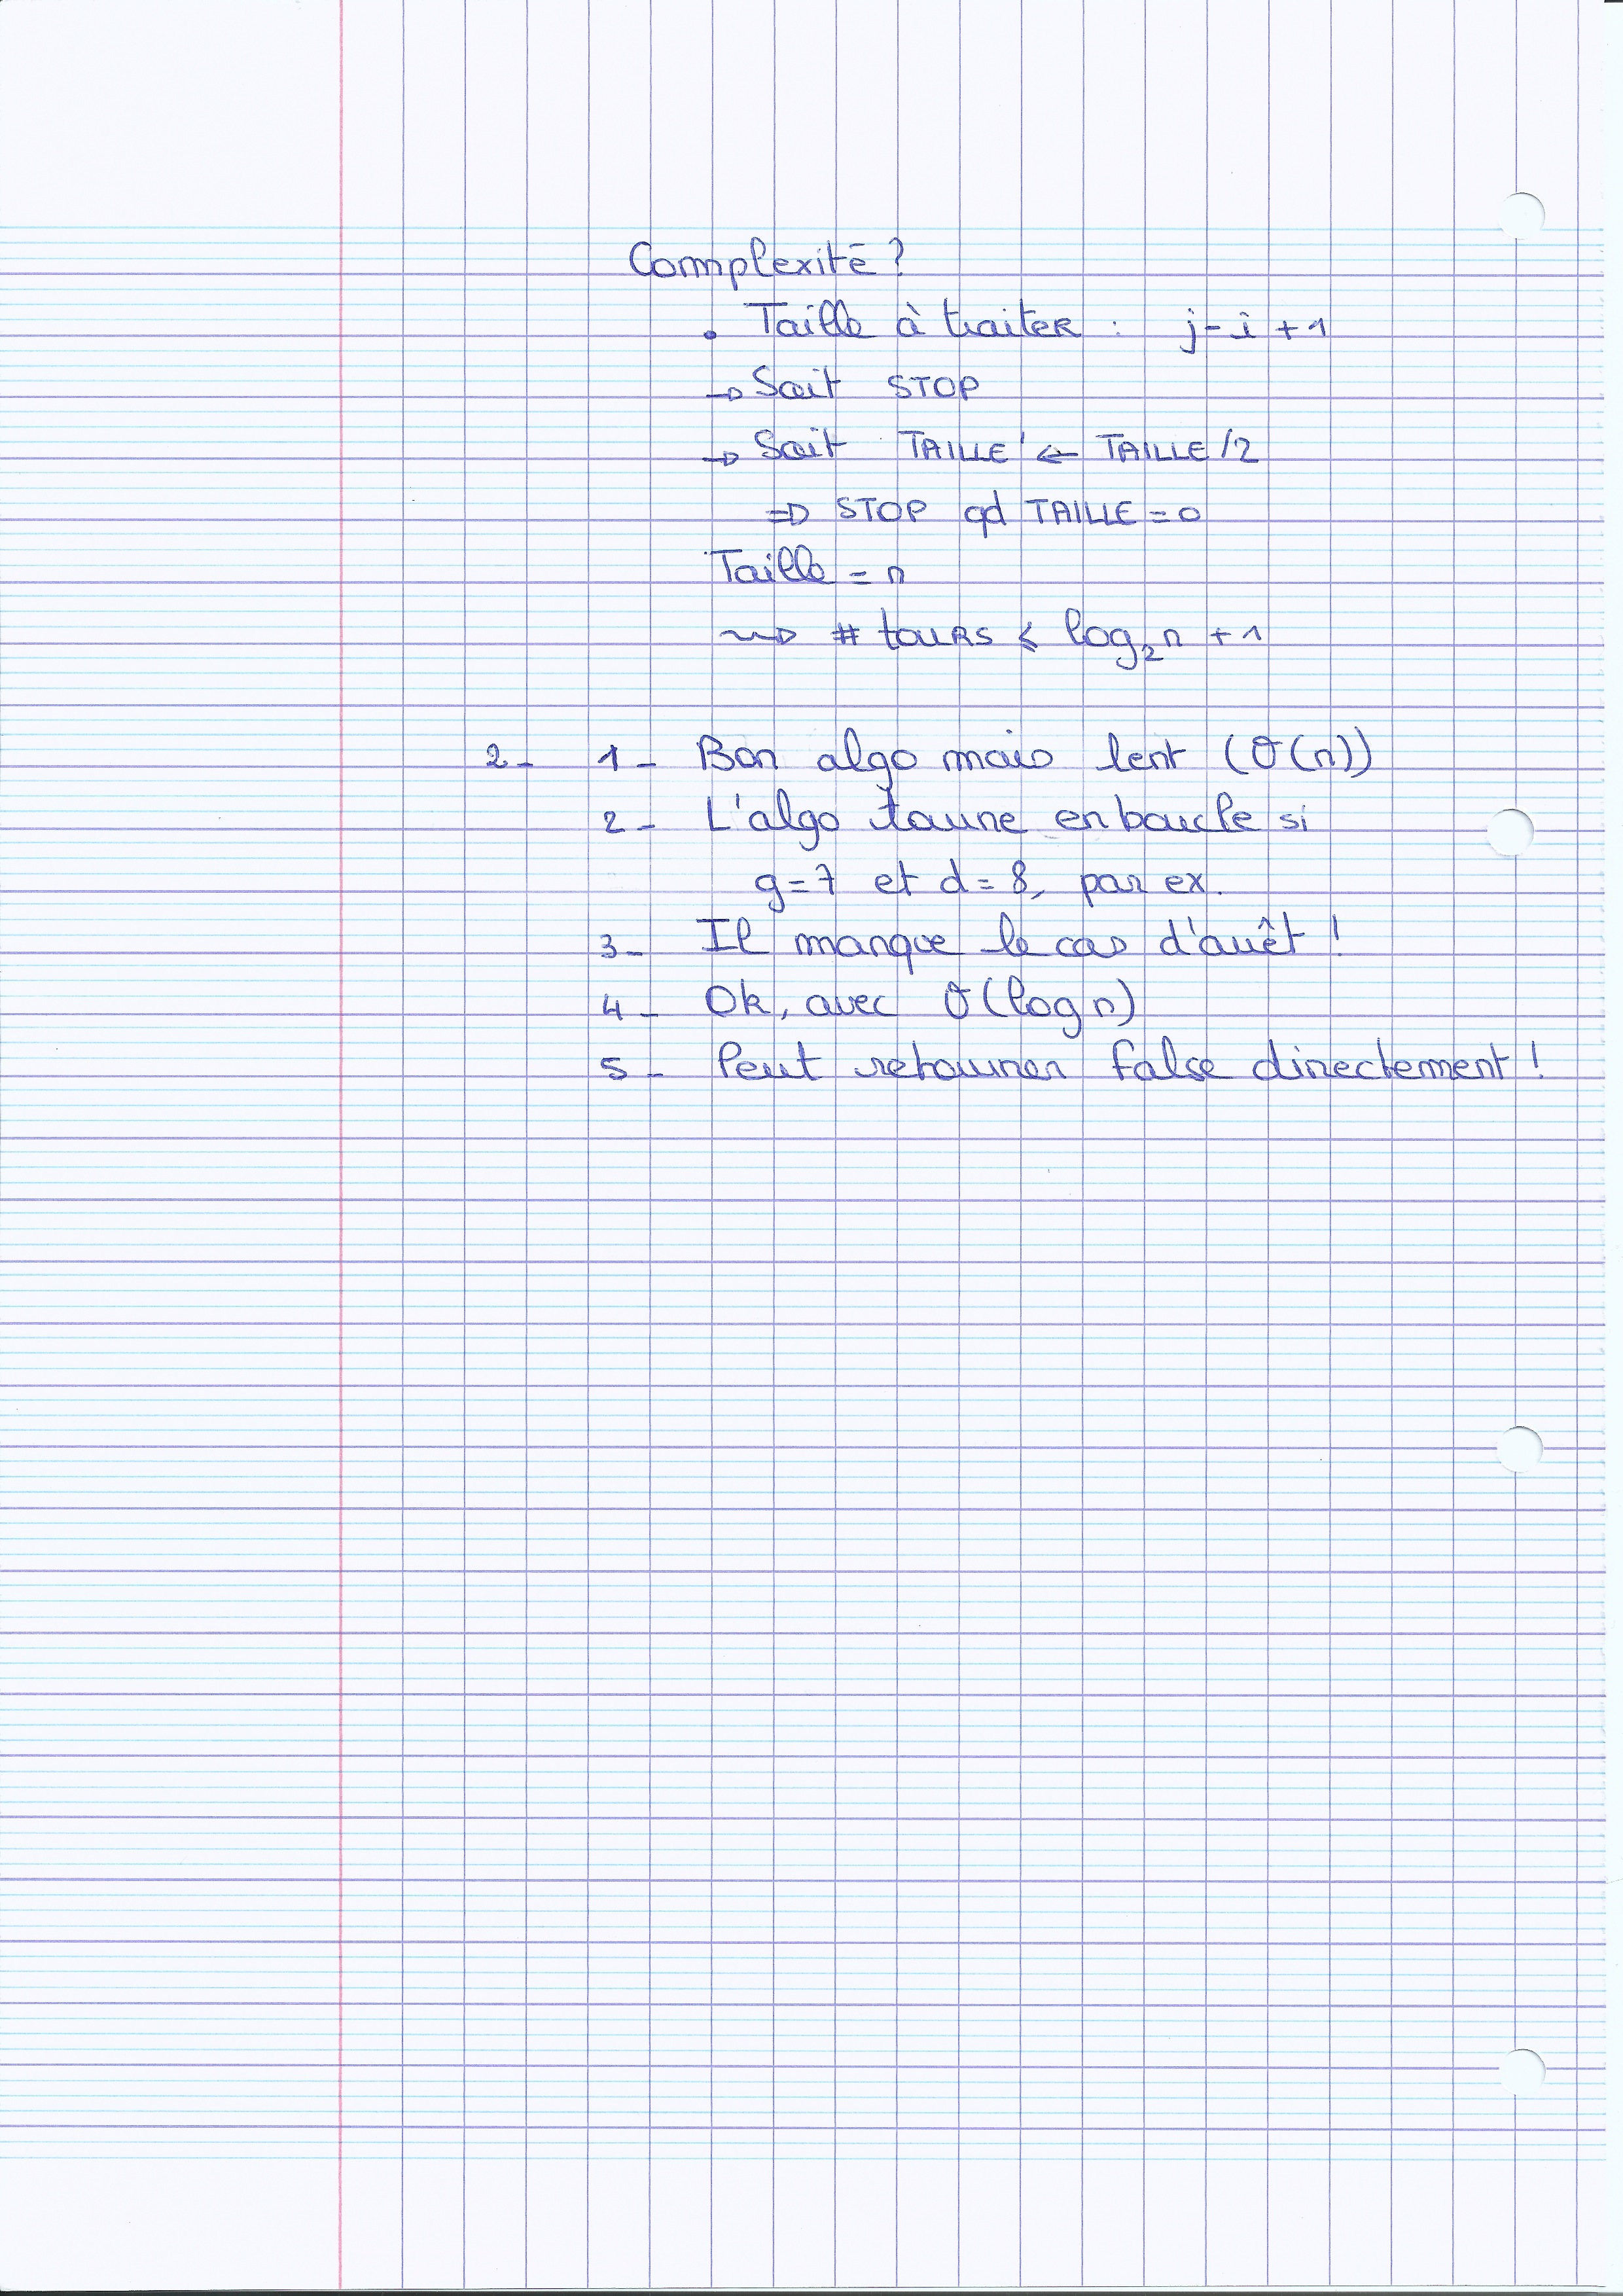 Complexité ?
. Taille à traiter : j - i + 1
→ Soit STOP
→ Soit TAILLE' ← TAILLE / 2
⇒ STOP qd TAILLE = 0
Taille = n
⇝ # tours ≤ log₂ n + 1
2 - 1 - Bon algo mais lent (O(n))
2 - L'algo tourne en boucle si
g = 7 et d = 8, par ex.
3 - Il manque le cas d'arrêt !
4 - Ok, avec O(log n)
5 - Peut retourner false directement !